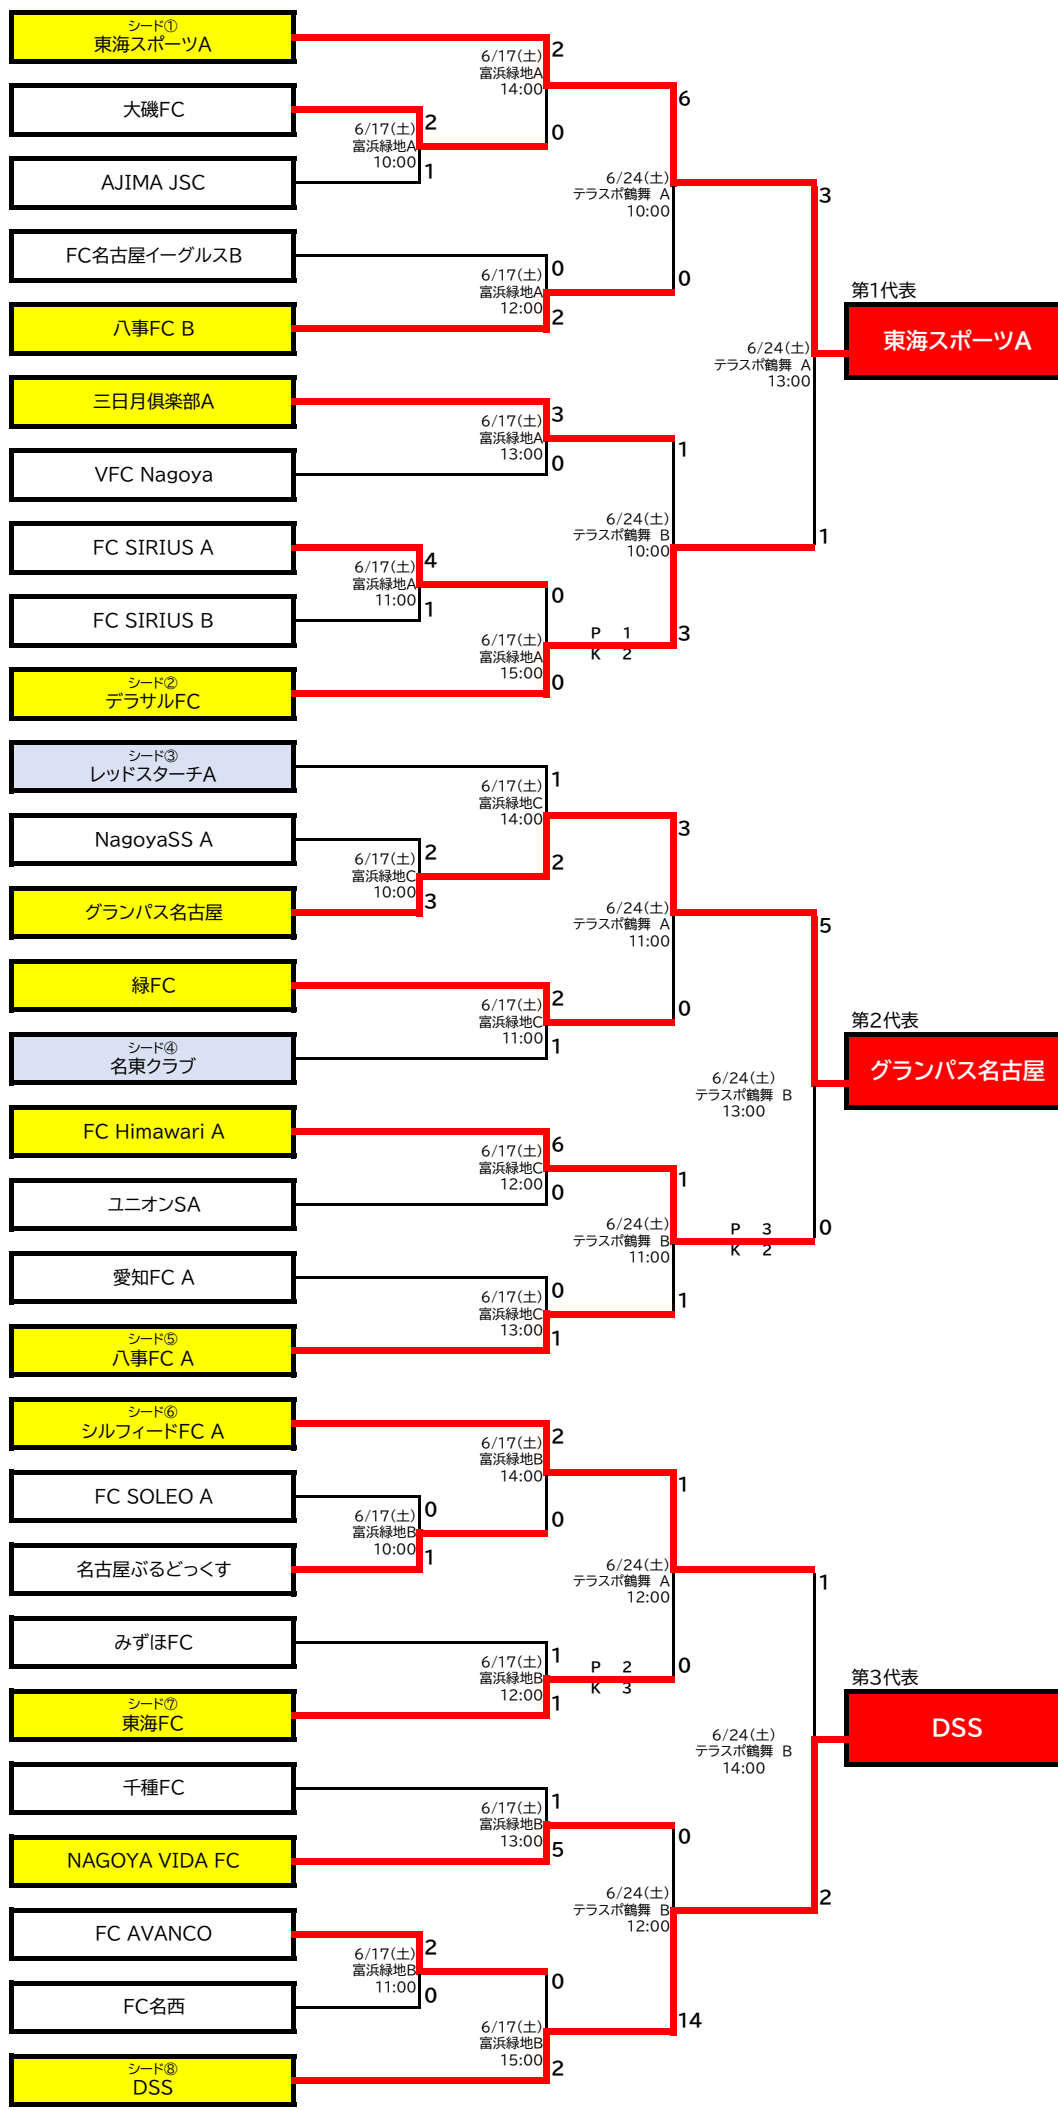 シード①
東海スポーツA
6/17(土)
富浜緑地A
14:00
2
0
大磯FC
6/17(土)
富浜緑地A
10:00
2
1
AJIMA JSC
6
6/24(土)
テラスポ鶴舞 A
10:00
0
FC名古屋イーグルスB
6/17(土)
富浜緑地A
12:00
0
2
八事FC B
3
第1代表
東海スポーツA
6/24(土)
テラスポ鶴舞 A
13:00
1
三日月倶楽部A
6/17(土)
富浜緑地A
13:00
3
0
VFC Nagoya
1
6/24(土)
テラスポ鶴舞 B
10:00
3
FC SIRIUS A
6/17(土)
富浜緑地A
11:00
4
1
FC SIRIUS B
6/17(土)
富浜緑地A
15:00
0
0
P 1
K 2
シード②
デラサルFC
シード③
レッドスターチA
6/17(土)
富浜緑地C
14:00
1
2
NagoyaSS A
6/17(土)
富浜緑地C
10:00
2
3
グランパス名古屋
3
6/24(土)
テラスポ鶴舞 A
11:00
0
緑FC
6/17(土)
富浜緑地C
11:00
2
1
シード④
名東クラブ
5
第2代表
グランパス名古屋
6/24(土)
テラスポ鶴舞 B
13:00
0
FC Himawari A
6/17(土)
富浜緑地C
12:00
6
0
ユニオンSA
1
6/24(土)
テラスポ鶴舞 B
11:00
1
P 3
K 2
愛知FC A
6/17(土)
富浜緑地C
13:00
0
1
シード⑤
八事FC A
シード⑥
シルフィードFC A
6/17(土)
富浜緑地B
14:00
2
0
FC SOLEO A
6/17(土)
富浜緑地B
10:00
0
1
名古屋ぶるどっくす
1
6/24(土)
テラスポ鶴舞 A
12:00
0
みずほFC
6/17(土)
富浜緑地B
12:00
1
1
P 2
K 3
シード⑦
東海FC
1
第3代表
DSS
6/24(土)
テラスポ鶴舞 B
14:00
2
千種FC
6/17(土)
富浜緑地B
13:00
1
5
NAGOYA VIDA FC
0
6/24(土)
テラスポ鶴舞 B
12:00
14
FC AVANCO
6/17(土)
富浜緑地B
11:00
2
0
FC名西
6/17(土)
富浜緑地B
15:00
0
2
シード⑧
DSS